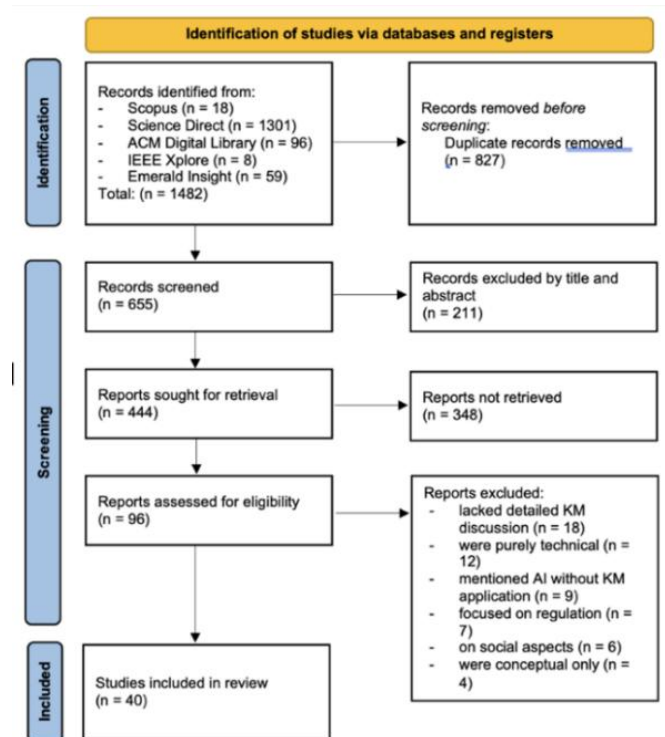 Identification of studies via databases and registers
Identification
Records identified from:
- Scopus (n = 18)
- Science Direct (n = 1301)
- ACM Digital Library (n = 96)
- IEEE Xplore (n = 8)
- Emerald Insight (n = 59)
Total: (n = 1482)
Records removed before
screening:
Duplicate records removed
(n = 827)
Screening
Records screened
(n = 655)
Records excluded by title and
abstract
(n = 211)
Reports sought for retrieval
(n = 444)
Reports not retrieved
(n = 348)
Reports assessed for eligibility
(n = 96)
Reports excluded:
- lacked detailed KM
discussion (n = 18)
- were purely technical (n =
12)
- mentioned AI without KM
application (n = 9)
- focused on regulation (n =
7)
- on social aspects (n = 6)
- were conceptual only (n =
4)
Included
Studies included in review
(n = 40)